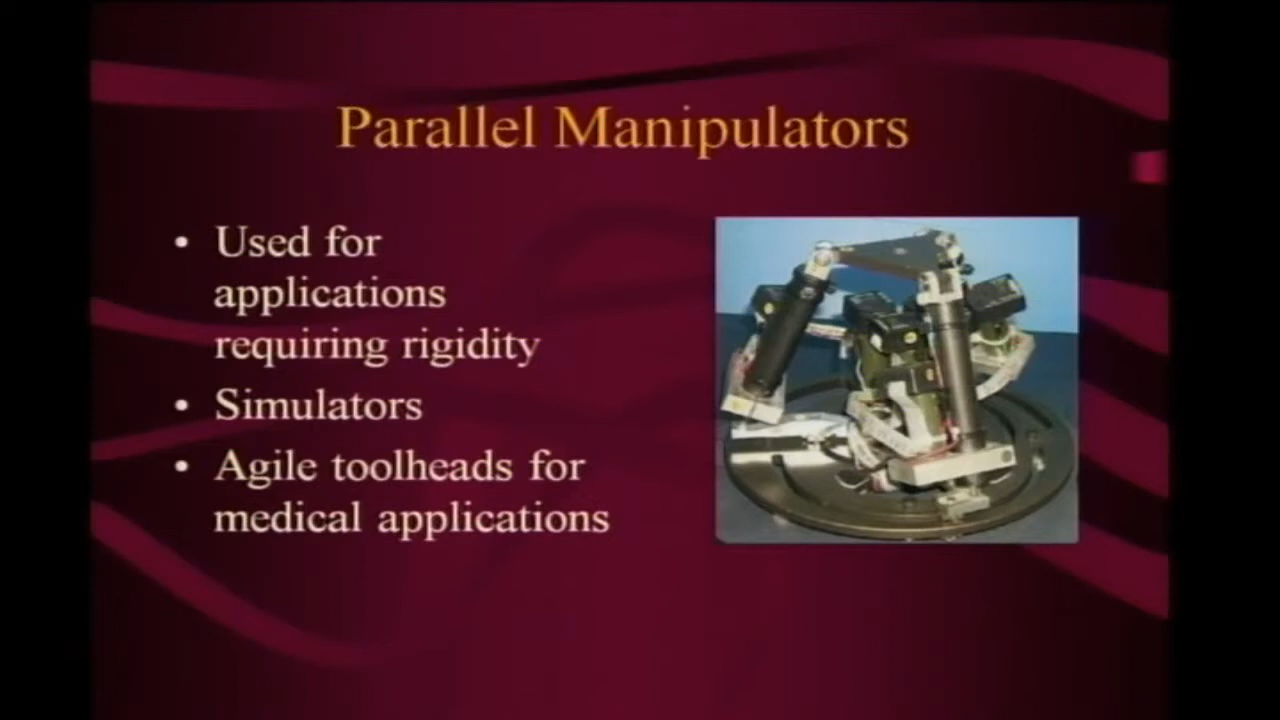 Parallel Manipulators
• Used for
applications
requiring rigidity
• Simulators
• Agile toolheads for
medical applications